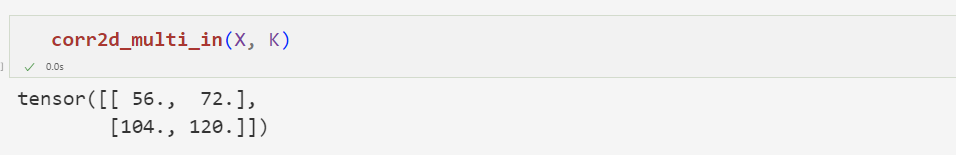 corr2d_multi_in(X, K)
] ✓ 0.0s
tensor([[ 56.,  72.],
        [104., 120.]])